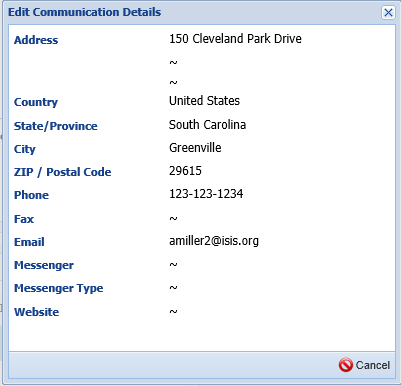 Edit Communication Details
Address 150 Cleveland Park Drive
~
~
Country United States
State/Province South Carolina
City Greenville
ZIP / Postal Code 29615
Phone 123-123-1234
Fax ~
Email amiller2@isis.org
Messenger ~
Messenger Type ~
Website ~
Cancel